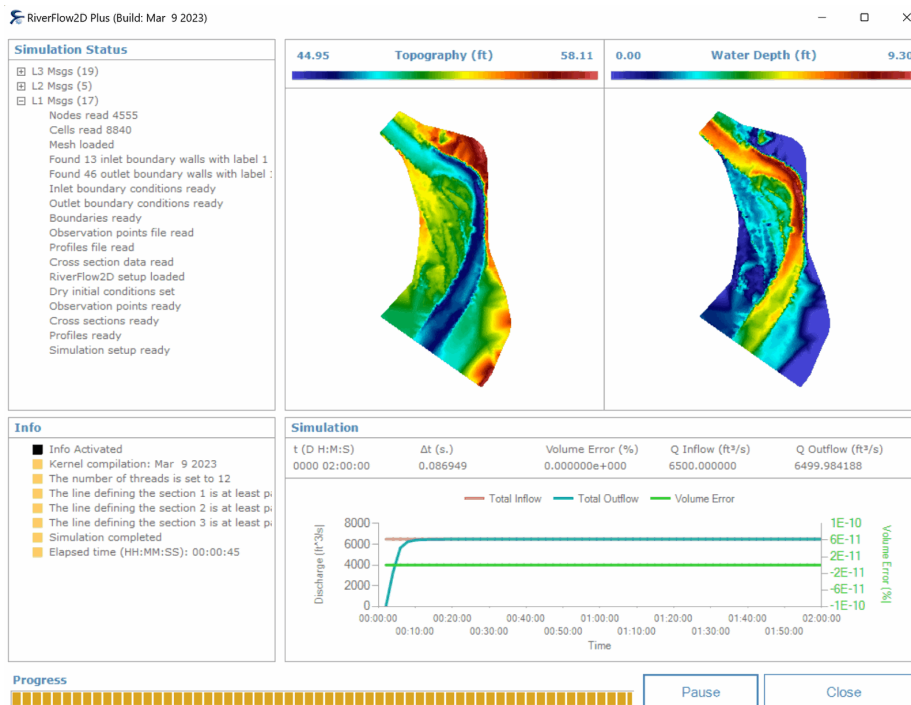 RiverFlow2D Plus (Build: Mar 9 2023)
Simulation Status
L3 Msgs (19)
L2 Msgs (5)
L1 Msgs (17)
Nodes read 4555
Cells read 8840
Mesh loaded
Found 13 inlet boundary walls with label 1
Found 46 outlet boundary walls with label
Inlet boundary conditions ready
Outlet boundary conditions ready
Boundaries ready
Observation points file read
Profiles file read
Cross section data read
RiverFlow2D setup loaded
Dry initial conditions set
Observation points ready
Cross sections ready
Profiles ready
Simulation setup ready
44.95 Topography (ft) 58.11
0.00 Water Depth (ft) 9.30
Info
Info Activated
Kernel compilation: Mar 9 2023
The number of threads is set to 12
The line defining the section 1 is at least
The line defining the section 2 is at least
The line defining the section 3 is at least
Simulation completed
Elapsed time (HH:MM:SS): 00:00:45
Simulation
t (D H:M:S) Δt (s.) Volume Error (%) Q Inflow (ft³/s) Q Outflow (ft³/s)
0000 02:00:00 0.086949 0.000000e+000 6500.000000 6499.984188
Total Inflow Total Outflow Volume Error
Discharge [ft^3/s]
8000
6000
4000
2000
0
1E-10
6E-11
2E-11
-2E-11
-6E-11
-1E-10
Volume Error [%]
00:00:00 00:20:00 00:40:00 01:00:00 01:20:00 01:40:00 02:00:00
00:10:00 00:30:00 00:50:00 01:10:00 01:30:00 01:50:00
Time
Progress
Pause
Close